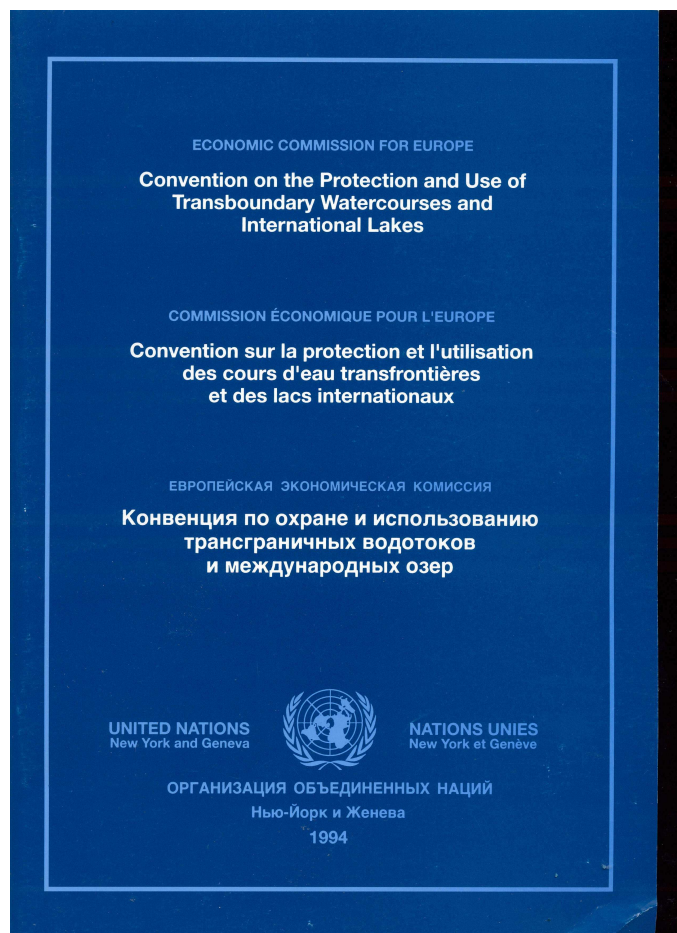 ECONOMIC COMMISSION FOR EUROPE
Convention on the Protection and Use of
Transboundary Watercourses and
International Lakes
COMMISSION ÉCONOMIQUE POUR L'EUROPE
Convention sur la protection et l'utilisation
des cours d'eau transfrontières
et des lacs internationaux
ЕВРОПЕЙСКАЯ ЭКОНОМИЧЕСКАЯ КОМИССИЯ
Конвенция по охране и использованию
трансграничных водотоков
и международных озер
UNITED NATIONS
New York and Geneva
NATIONS UNIES
New York et Genève
ОРГАНИЗАЦИЯ ОБЪЕДИНЕННЫХ НАЦИЙ
Нью-Йорк и Женева
1994